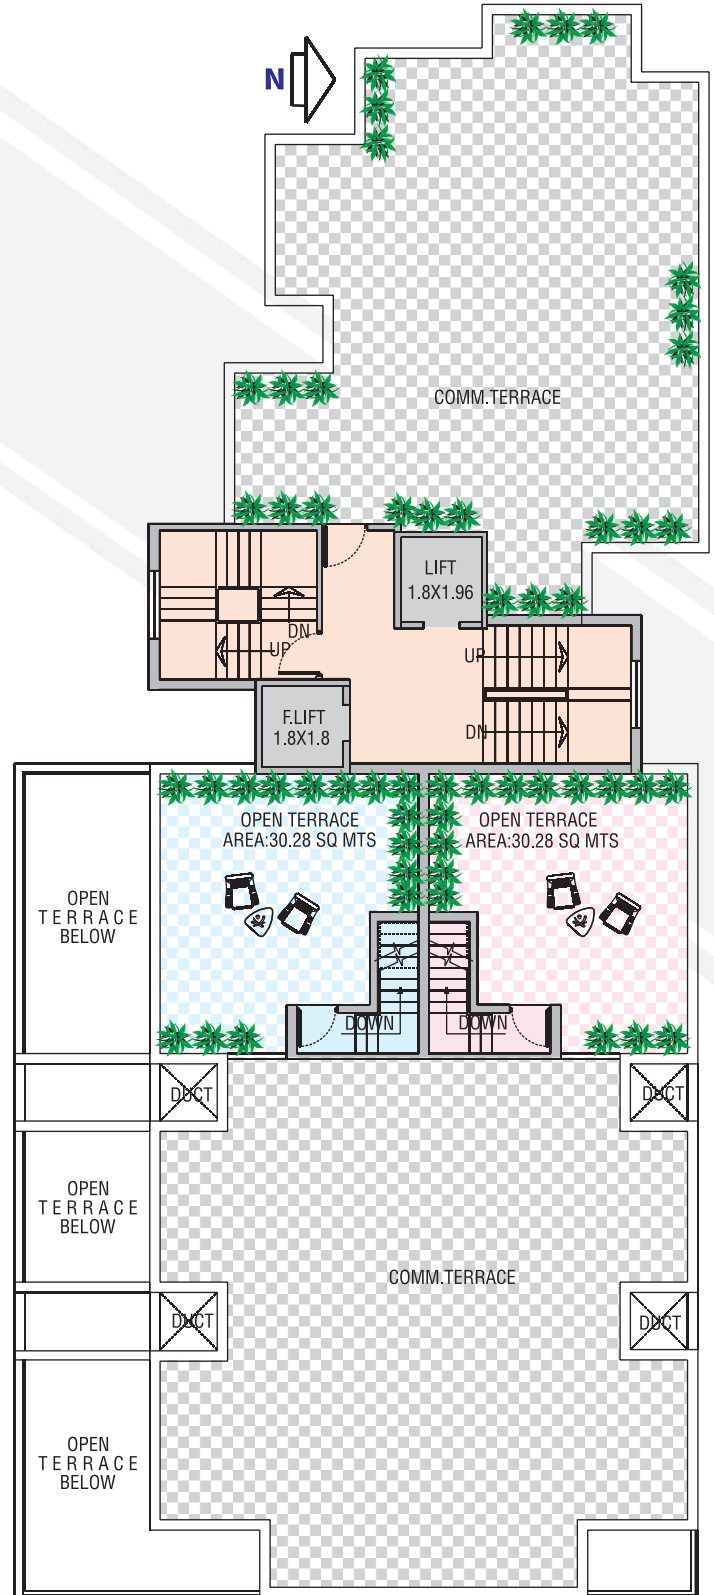 N
COMM.TERRACE
LIFT
1.8X1.96
DN
UP
UP
F.LIFT
1.8X1.8
DN
OPEN TERRACE
AREA:30.28 SQ MTS
OPEN TERRACE
AREA:30.28 SQ MTS
OPEN
TERRACE
BELOW
DOWN
DOWN
DUCT
DUCT
OPEN
TERRACE
BELOW
COMM.TERRACE
DUCT
DUCT
OPEN
TERRACE
BELOW